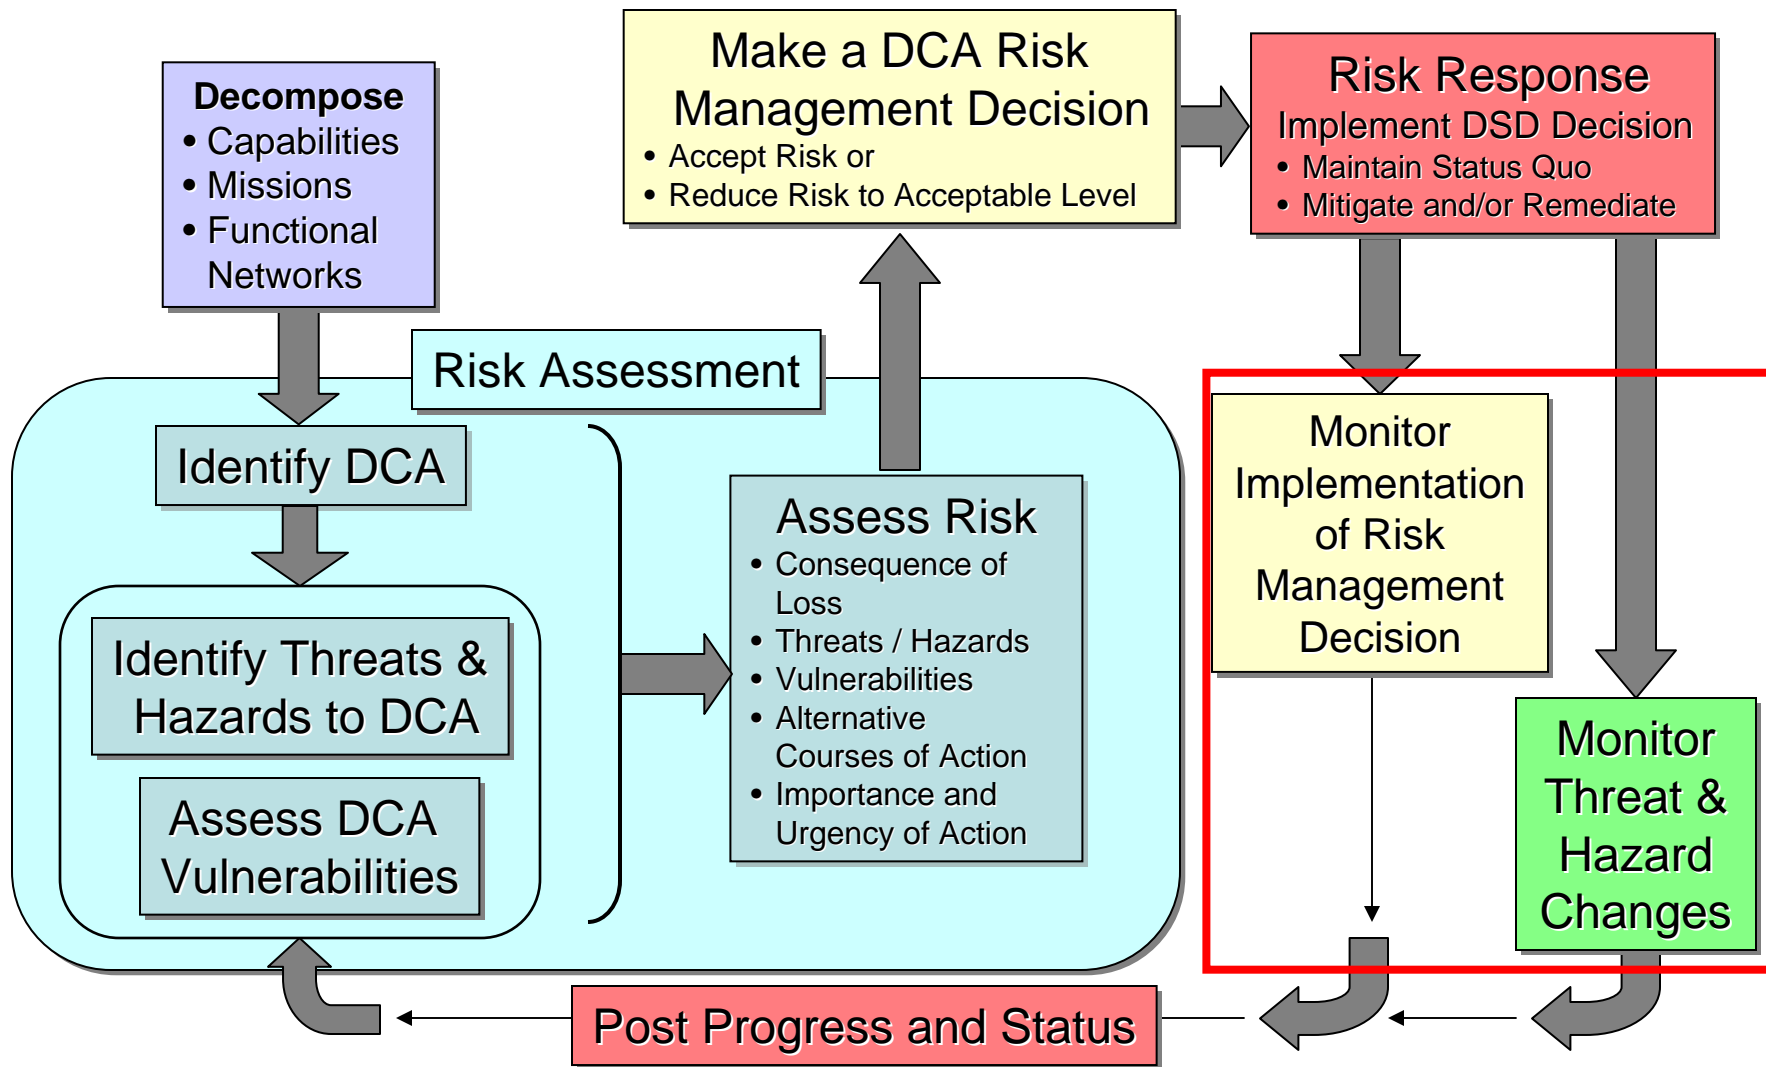 Decompose
• Capabilities
• Missions
• Functional
Networks
Make a DCA Risk
Management Decision
• Accept Risk or
• Reduce Risk to Acceptable Level
Risk Response
Implement DSD Decision
• Maintain Status Quo
• Mitigate and/or Remediate
Risk Assessment
Identify DCA
Identify Threats &
Hazards to DCA
Assess DCA
Vulnerabilities
Assess Risk
• Consequence of
Loss
• Threats / Hazards
• Vulnerabilities
• Alternative
Courses of Action
• Importance and
Urgency of Action
Monitor
Implementation
of Risk
Management
Decision
Monitor
Threat &
Hazard
Changes
Post Progress and Status